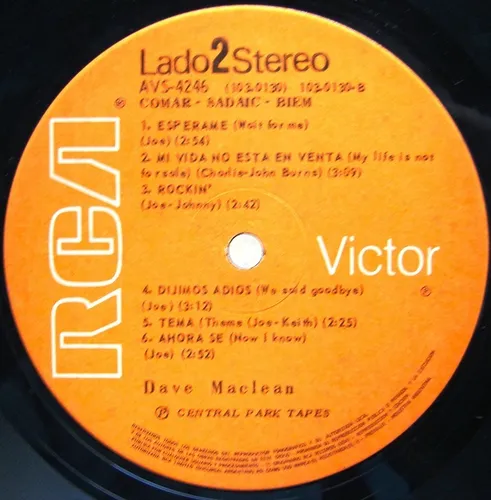 Lado 2 Stereo
AVS-4246 (103-0130) 103-0130-B
℗ COMAR - SADAIC - BIEM
1. ESPERAME (Wait for me)
(Joe) (2:54)
2. MI VIDA NO ESTA EN VENTA (My life is not
for sale) (Charlie-John Burns) (3:09)
3. ROCKIN'
(Joe-Johnny) (2:42)
RCA
Victor
4. DIJIMOS ADIOS (We said goodbye) ℗
(Joe) (3:12)
5. TEMA (Theme (Joe-Keith) (2:25)
6. AHORA SE (Now I know)
(Joe) (2:52)
Dave Maclean
℗ CENTRAL PARK TAPES